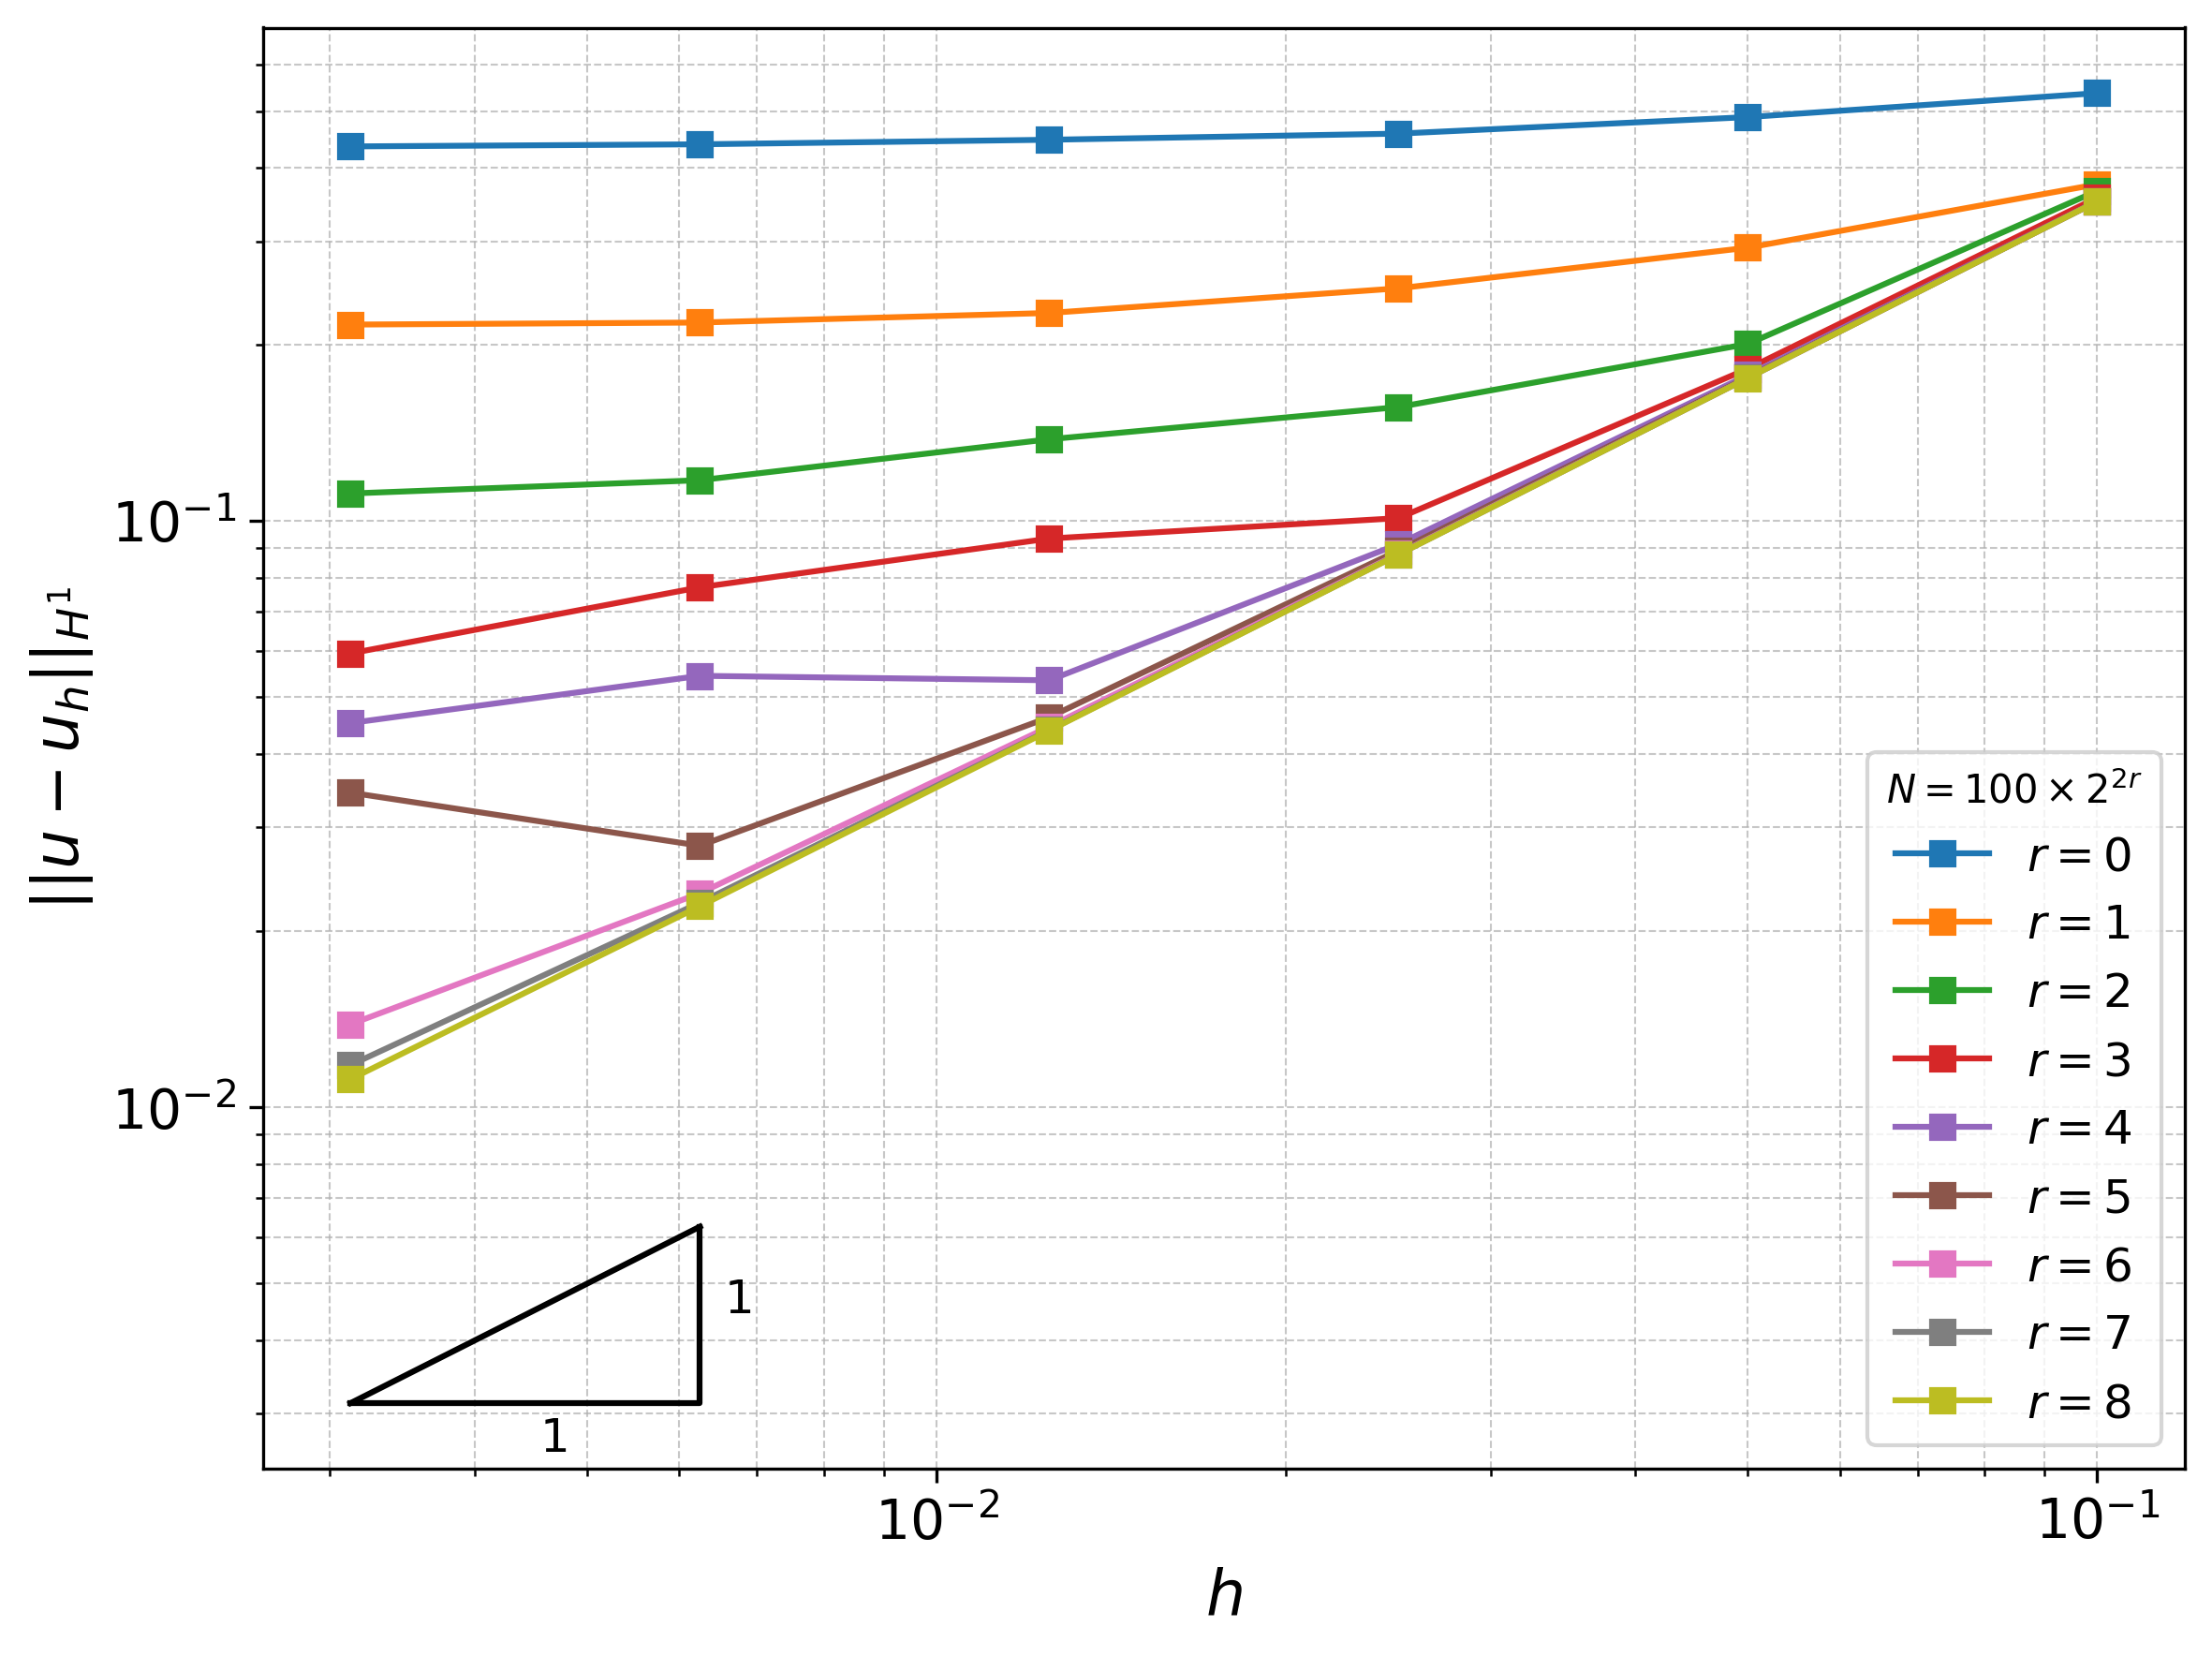 ||u − u_h||_{H^1}
10^{−1}
10^{−2}
1
1
N = 100 × 2^{2r}
r = 0
r = 1
r = 2
r = 3
r = 4
r = 5
r = 6
r = 7
r = 8
10^{−2}
10^{−1}
h